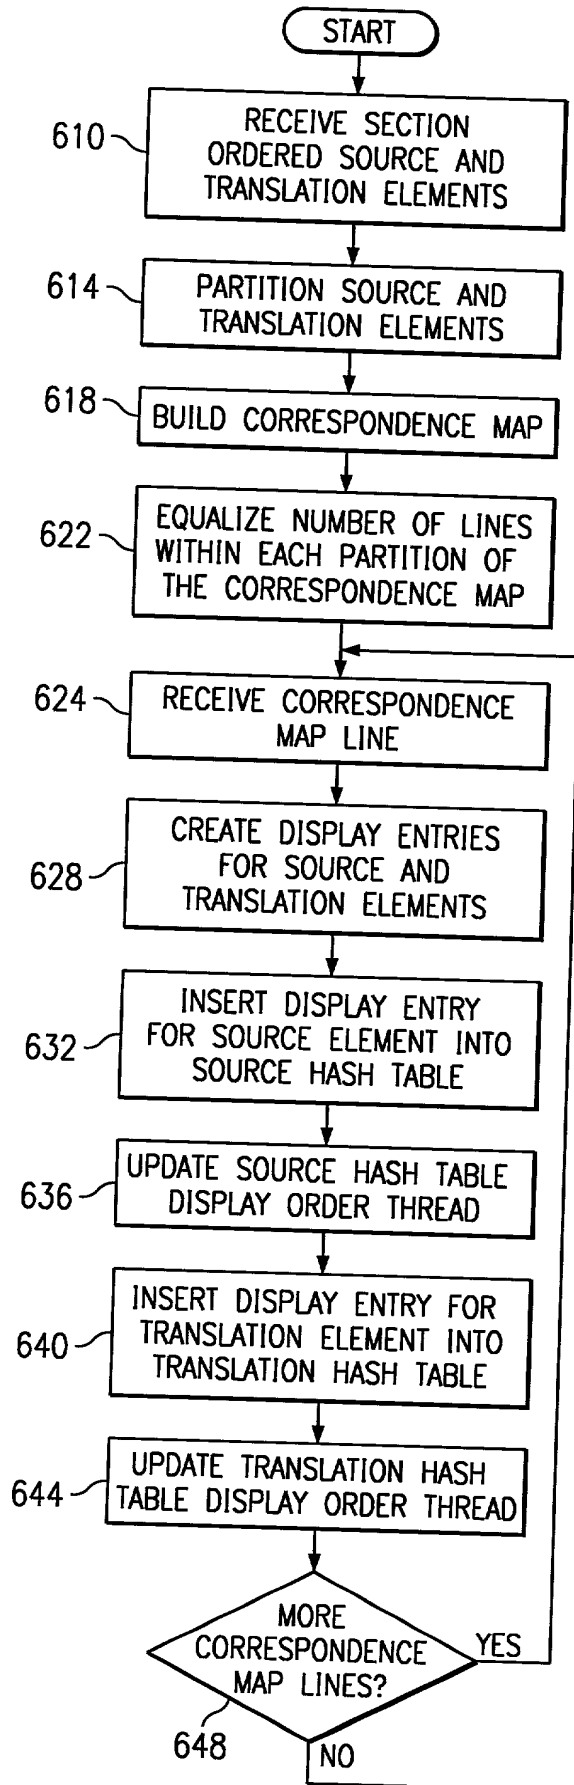 START
610
RECEIVE SECTION
ORDERED SOURCE AND
TRANSLATION ELEMENTS
614
PARTITION SOURCE AND
TRANSLATION ELEMENTS
618
BUILD CORRESPONDENCE MAP
622
EQUALIZE NUMBER OF LINES
WITHIN EACH PARTITION OF
THE CORRESPONDENCE MAP
624
RECEIVE CORRESPONDENCE
MAP LINE
628
CREATE DISPLAY ENTRIES
FOR SOURCE AND
TRANSLATION ELEMENTS
632
INSERT DISPLAY ENTRY
FOR SOURCE ELEMENT INTO
SOURCE HASH TABLE
636
UPDATE SOURCE HASH TABLE
DISPLAY ORDER THREAD
640
INSERT DISPLAY ENTRY FOR
TRANSLATION ELEMENT INTO
TRANSLATION HASH TABLE
644
UPDATE TRANSLATION HASH
TABLE DISPLAY ORDER THREAD
MORE
CORRESPONDENCE
MAP LINES?
YES
648
NO